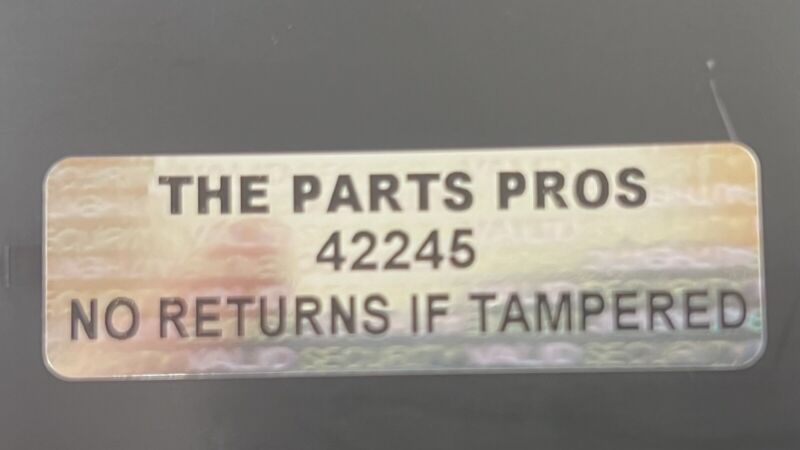 THE PARTS PROS
42245
NO RETURNS IF TAMPERED